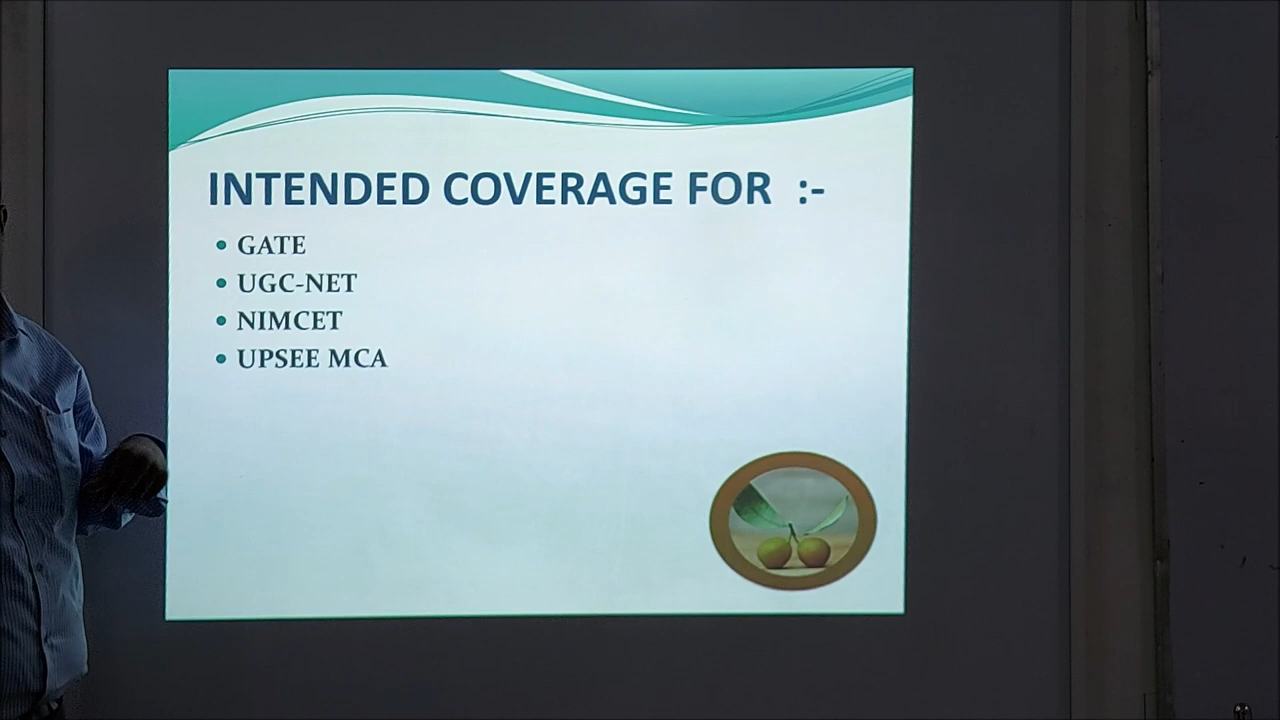 INTENDED COVERAGE FOR :-
• GATE
• UGC-NET
• NIMCET
• UPSEE MCA